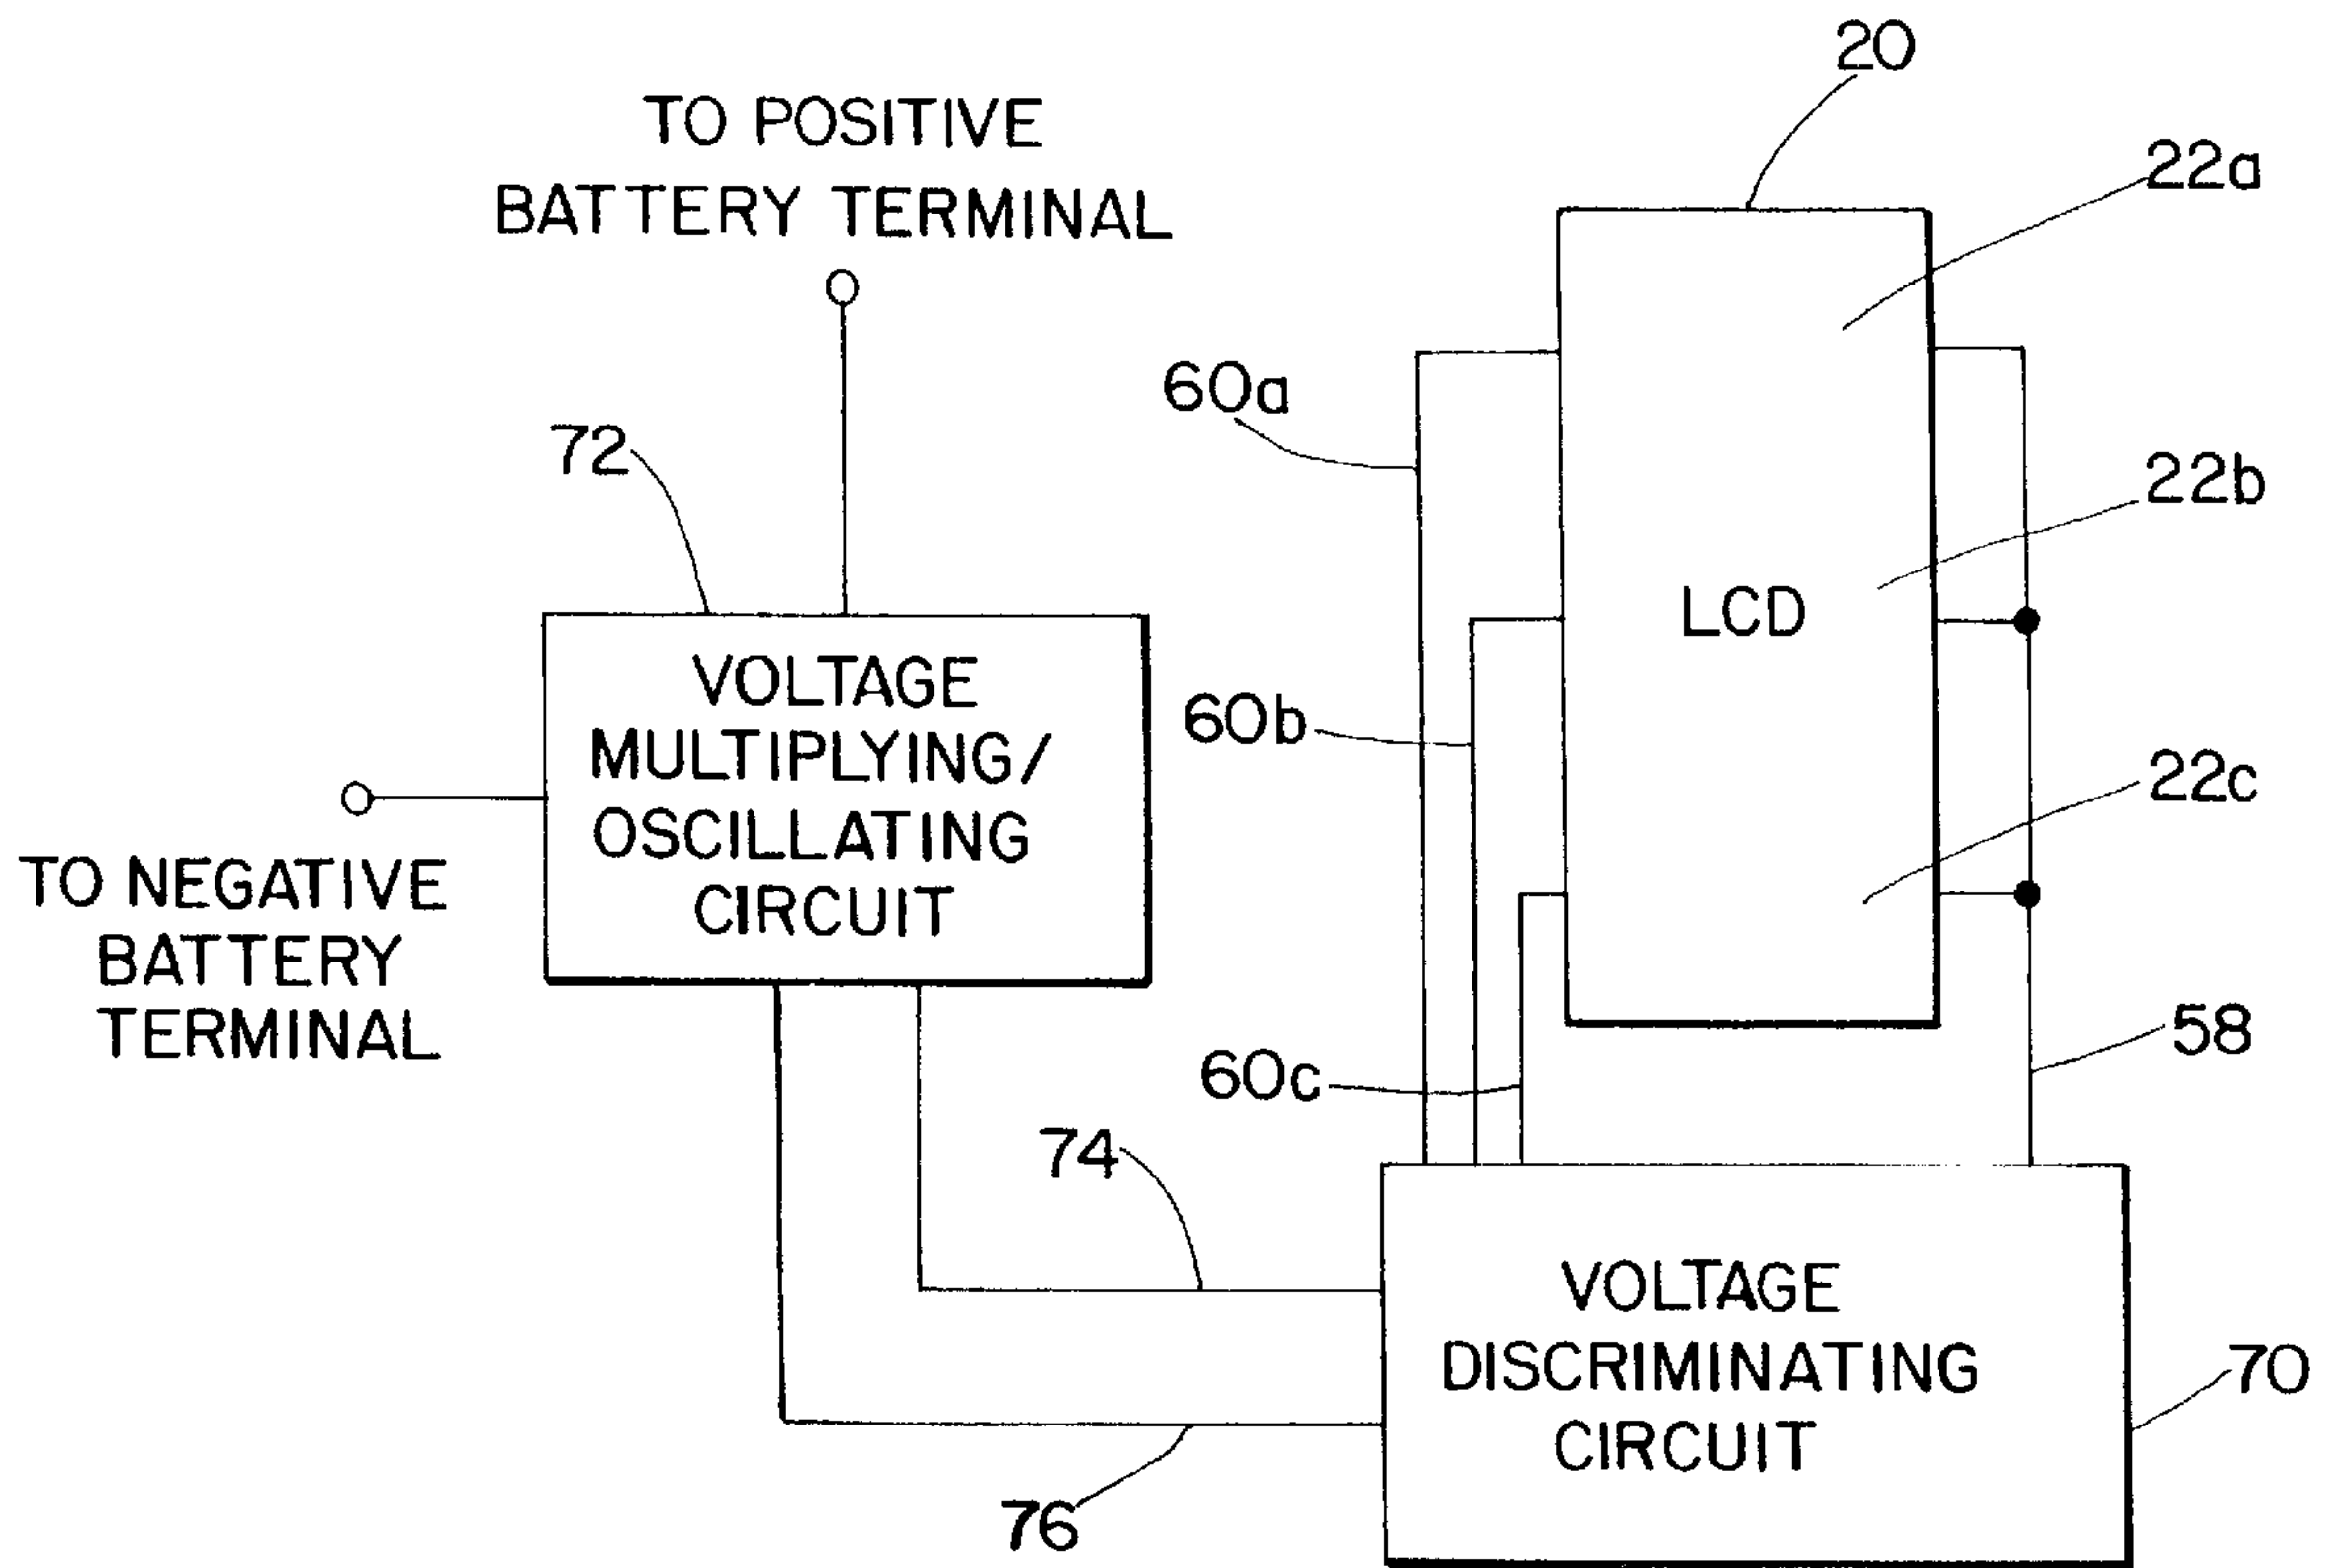 20
TO POSITIVE
BATTERY TERMINAL
22a
60a
72
22b
LCD
VOLTAGE
MULTIPLYING/
OSCILLATING
CIRCUIT
60b
22c
TO NEGATIVE
BATTERY
TERMINAL
58
60c
74
VOLTAGE
DISCRIMINATING
CIRCUIT
70
76